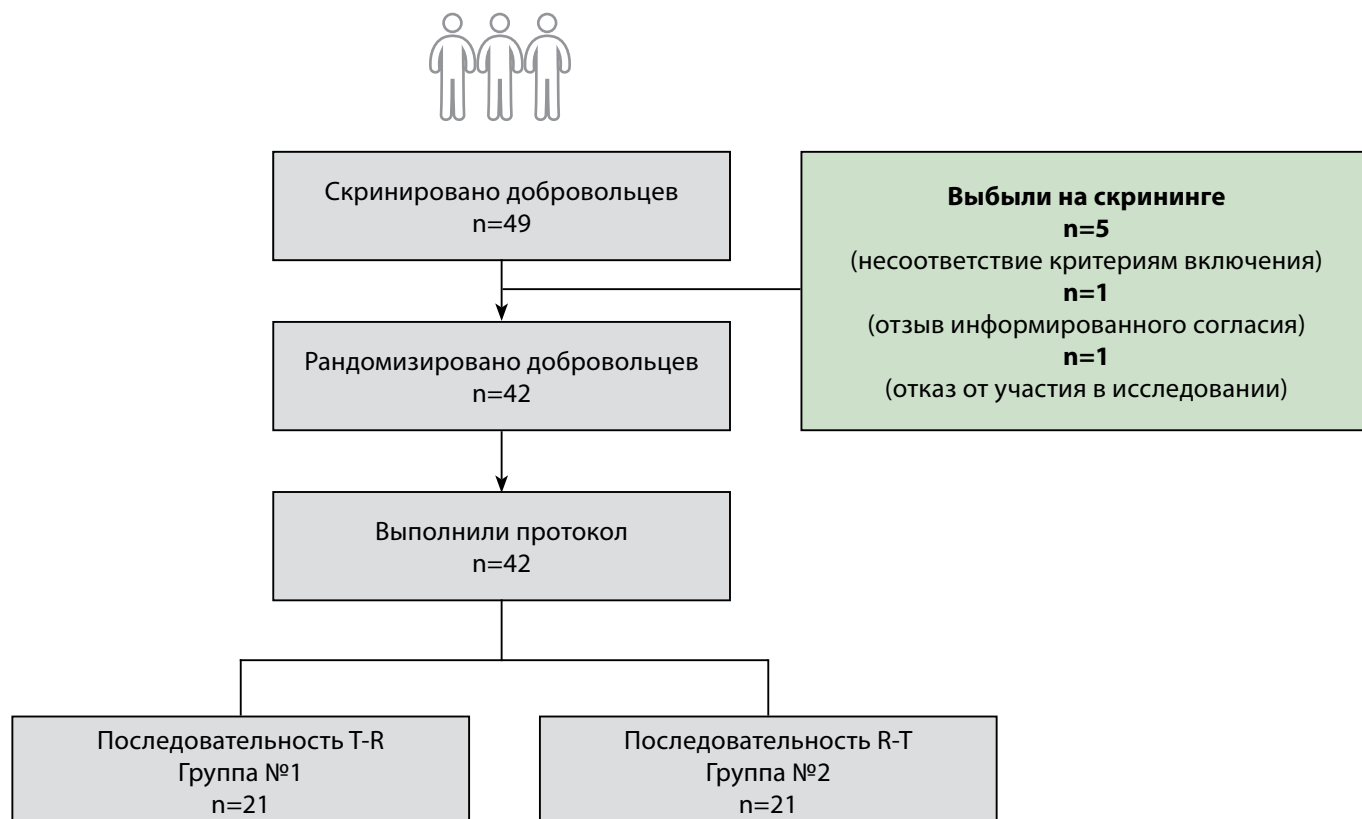 Скринировано добровольцев
n=49
Выбыли на скрининге
n=5
(несоответствие критериям включения)
n=1
(отзыв информированного согласия)
n=1
(отказ от участия в исследовании)
Рандомизировано добровольцев
n=42
Выполнили протокол
n=42
Последовательность T-R
Группа №1
n=21
Последовательность R-T
Группа №2
n=21